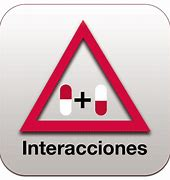 +
Interacciones